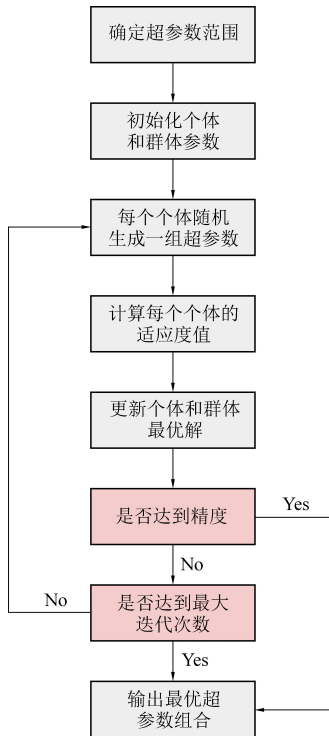 确定超参数范围
初始化个体
和群体参数
每个个体随机
生成一组超参数
计算每个个体的
适应度值
更新个体和群体
最优解
是否达到精度
Yes
No
是否达到最大
迭代次数
No
Yes
输出最优超
参数组合